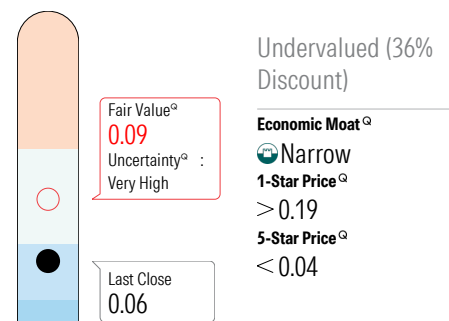 Undervalued (36%
Discount)
Fair Value Q
0.09
Uncertainty Q :
Very High
Economic Moat Q
Narrow
1-Star Price Q
>0.19
5-Star Price Q
<0.04
Last Close
0.06